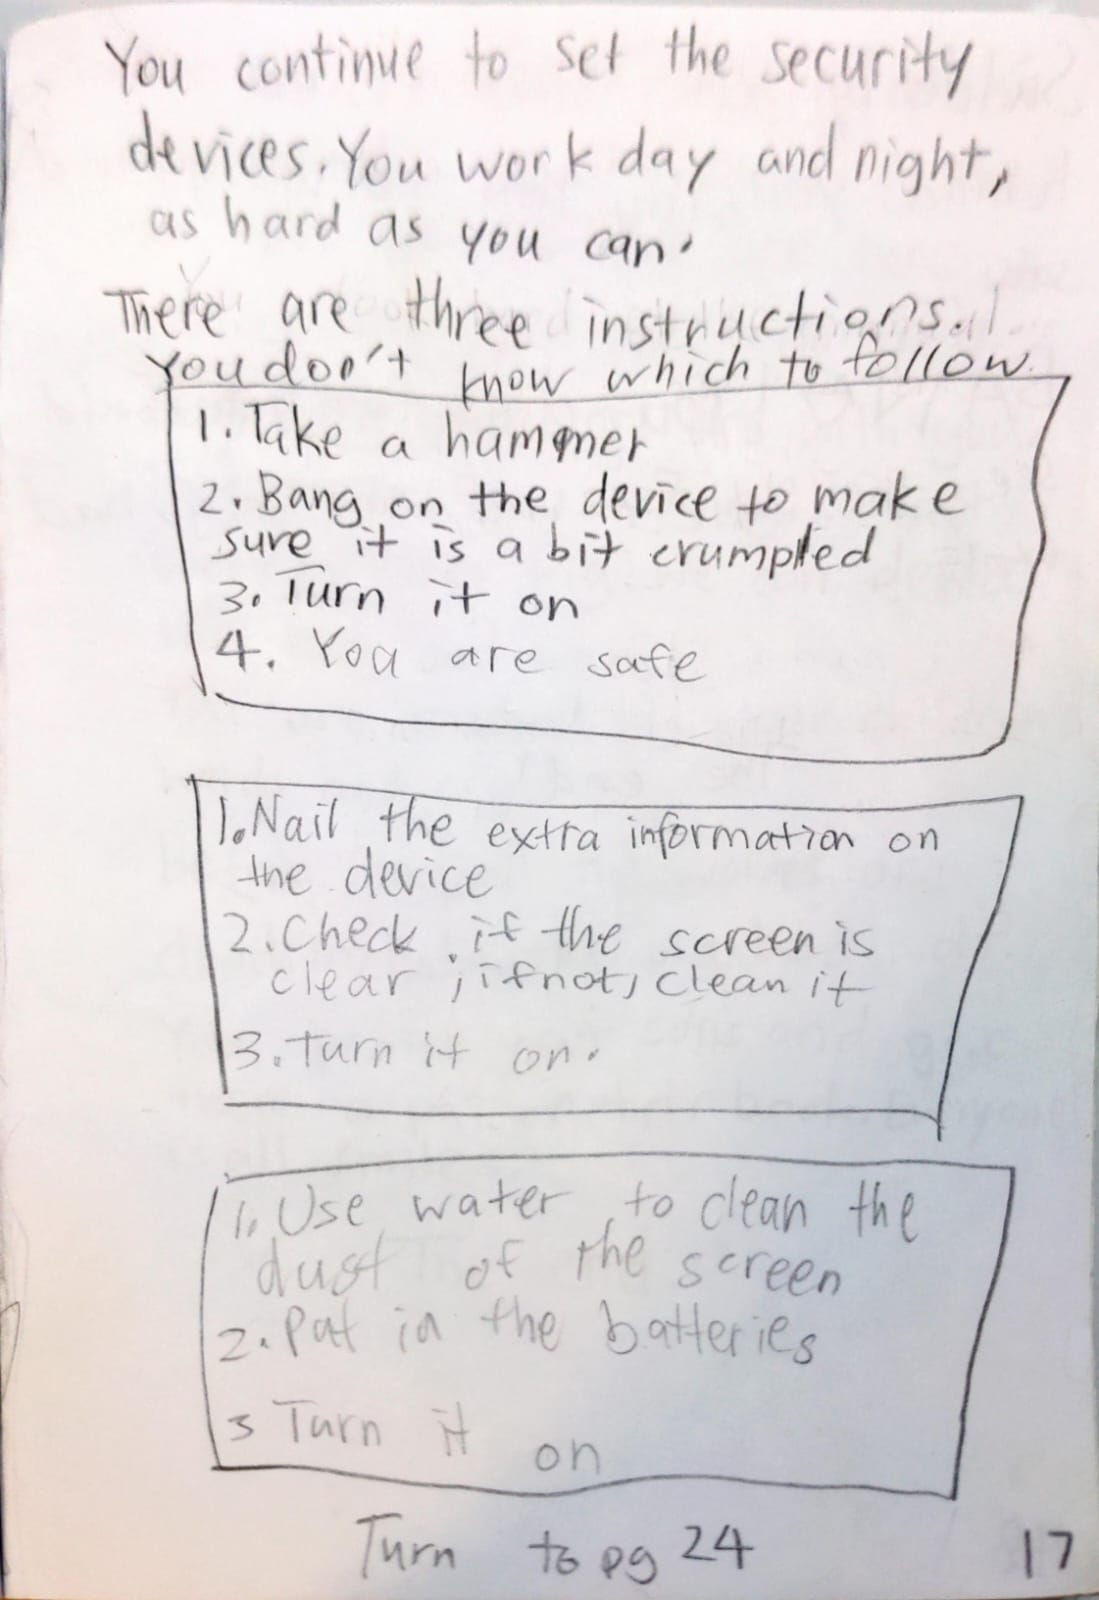 You continue to set the security
devices. You work day and night,
as hard as you can.
There are three instructions.
you don't know which to follow.
1. Take a hammer
2. Bang on the device to make
sure it is a bit crumpled
3. Turn it on
4. You are safe
1. Nail the extra information on
the device
2. Check if the screen is
clear ; if not, clean it
3. Turn it on.
1. Use water to clean the
dust of the screen
2. Put in the batteries
3 Turn it on
Turn to pg 24
17